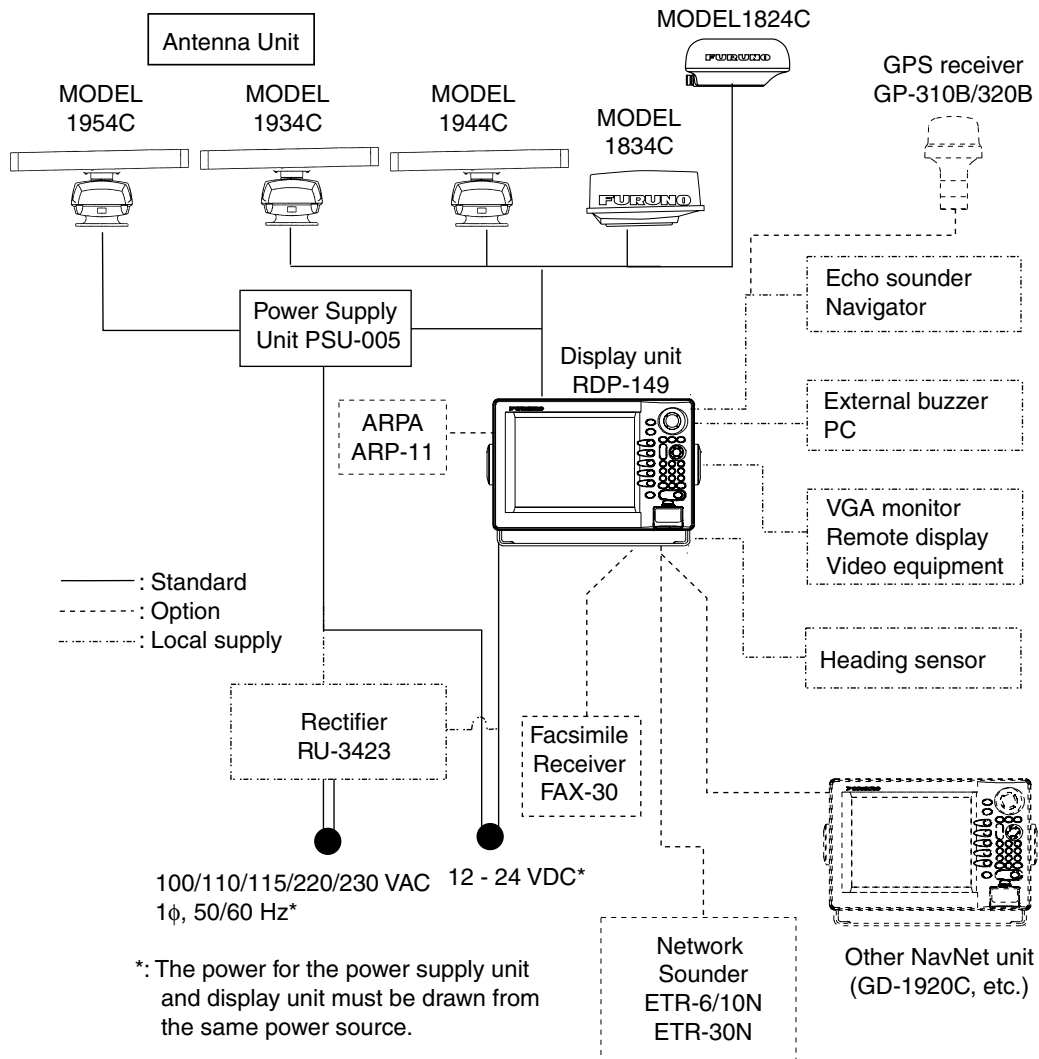 Antenna Unit
MODEL1824C
FURUNO
GPS receiver
GP-310B/320B
MODEL
1954C
MODEL
1934C
MODEL
1944C
MODEL
1834C
FURUNO
Echo sounder
Navigator
Power Supply
Unit PSU-005
Display unit
RDP-149
FURUNO
External buzzer
PC
ARPA
ARP-11
VGA monitor
Remote display
Video equipment
: Standard
: Option
: Local supply
Heading sensor
Rectifier
RU-3423
Facsimile
Receiver
FAX-30
FURUNO
100/110/115/220/230 VAC
1ϕ, 50/60 Hz*
12 - 24 VDC*
Network
Sounder
ETR-6/10N
ETR-30N
Other NavNet unit
(GD-1920C, etc.)
*: The power for the power supply unit
and display unit must be drawn from
the same power source.